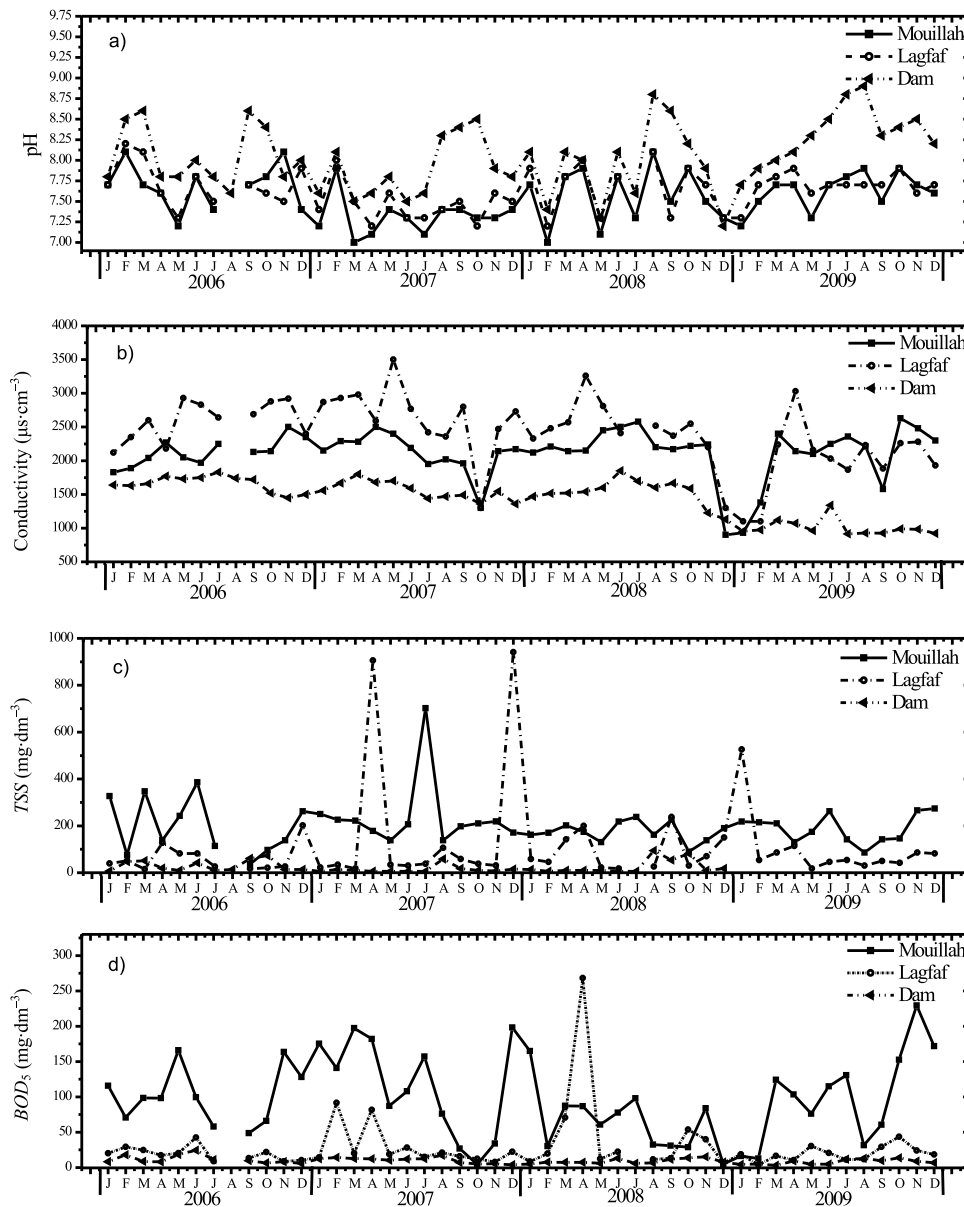 a)
Mouillah
Lagfaf
Dam
pH
9.75
9.50
9.25
9.00
8.75
8.50
8.25
8.00
7.75
7.50
7.25
7.00
J F M A M J J A S O N D J F M A M J J A S O N D J F M A M J J A S O N D J F M A M J J A S O N D
2006 2007 2008 2009
b)
Mouillah
Lagfaf
Dam
Conductivity (µs·cm⁻³)
4000
3500
3000
2500
2000
1500
1000
500
J F M A M J J A S O N D J F M A M J J A S O N D J F M A M J J A S O N D J F M A M J J A S O N D
2006 2007 2008 2009
c)
Mouillah
Lagfaf
Dam
TSS (mg·dm⁻³)
1000
800
600
400
200
0
J F M A M J J A S O N D J F M A M J J A S O N D J F M A M J J A S O N D J F M A M J J A S O N D
2006 2007 2008 2009
d)
Mouillah
Lagfaf
Dam
BOD₅ (mg·dm⁻³)
300
250
200
150
100
50
0
J F M A M J J A S O N D J F M A M J J A S O N D J F M A M J J A S O N D J F M A M J J A S O N D
2006 2007 2008 2009